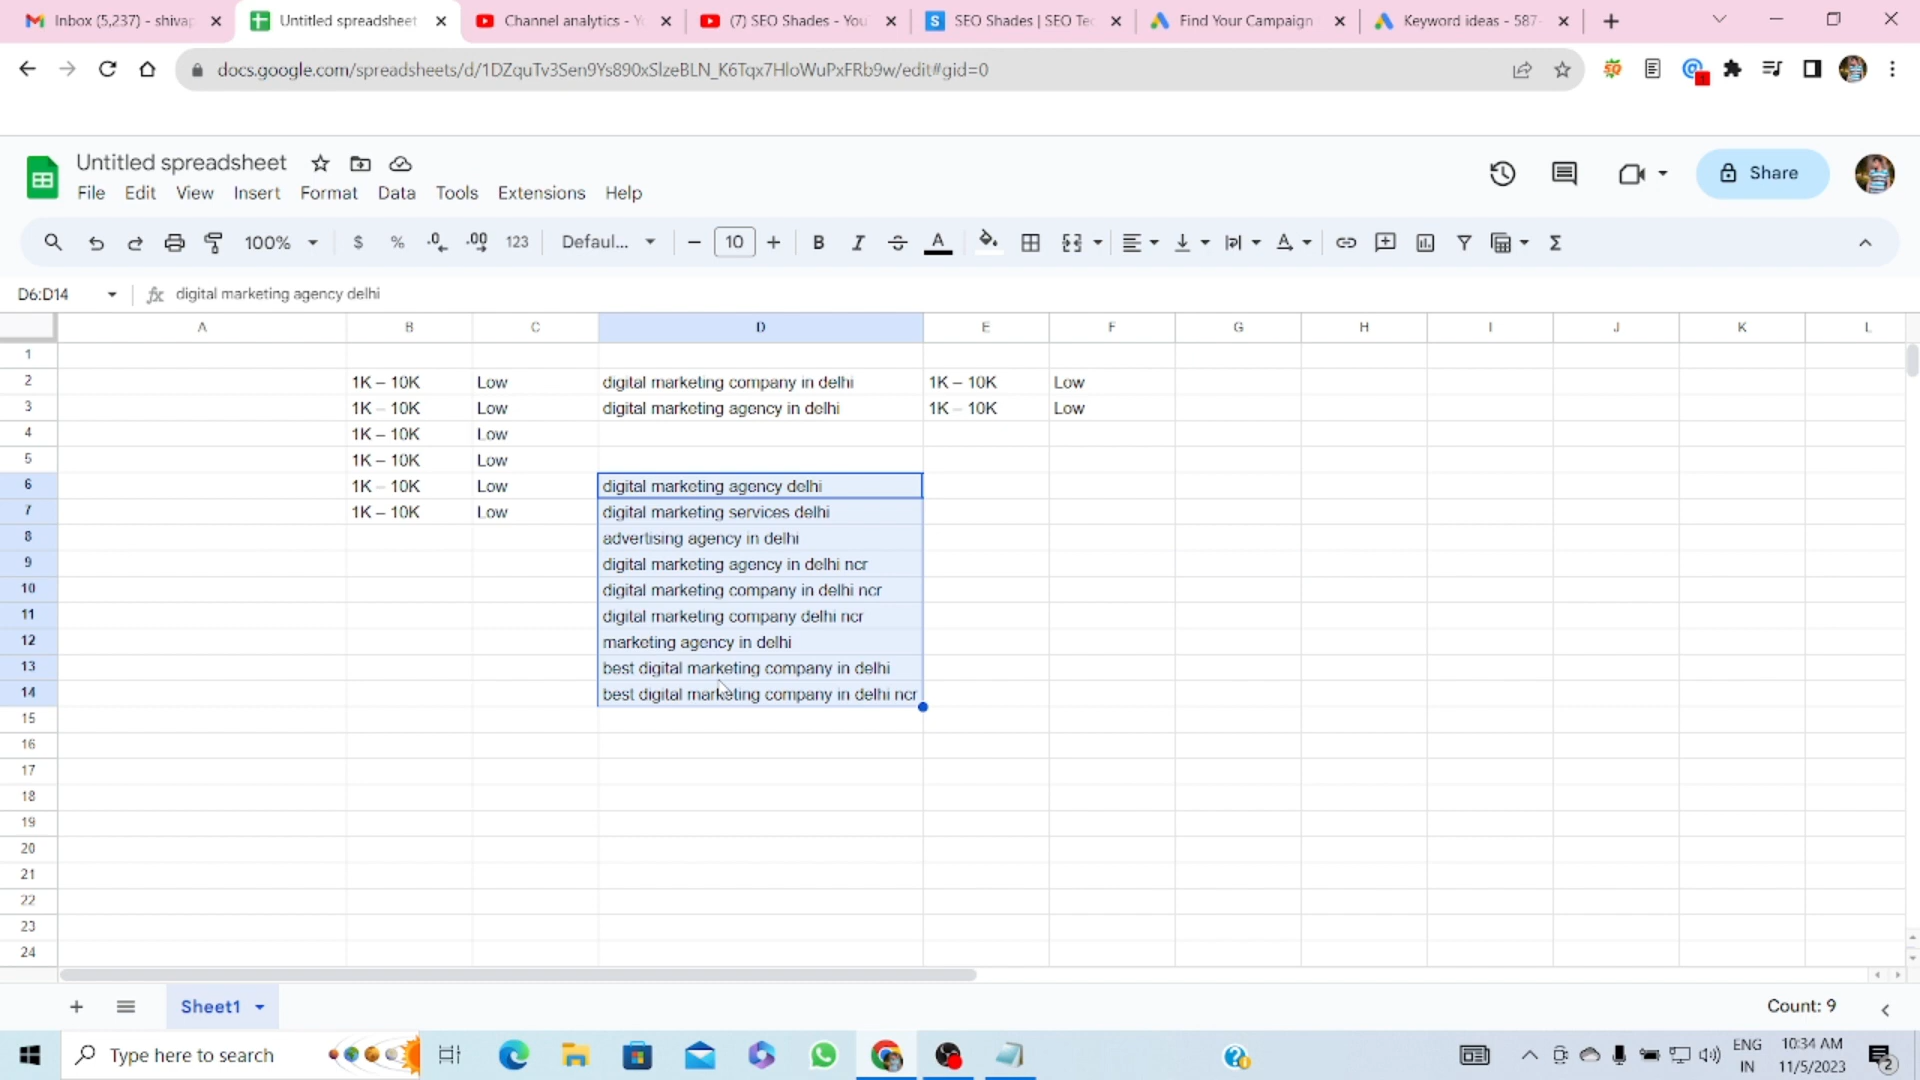 Inbox (5,237) - shivap
Untitled spreadsheet
Channel analytics - Yo
(7) SEO Shades - You
SEO Shades | SEO Tec
Find Your Campaign
Keyword ideas - 587-
docs.google.com/spreadsheets/d/1DZquTv3Sen9Ys890xSlzeBLN_K6Tqx7HloWuPxFRb9w/edit#gid=0
Untitled spreadsheet
File Edit View Insert Format Data Tools Extensions Help
Share
100% $ % .0 .00 123 Defaul... 10 B I A
D6:D14 fx digital marketing agency delhi
A B C D E F G H I J K L
1
2 1K – 10K Low digital marketing company in delhi 1K – 10K Low
3 1K – 10K Low digital marketing agency in delhi 1K – 10K Low
4 1K – 10K Low
5 1K – 10K Low
6 1K – 10K Low digital marketing agency delhi
7 1K – 10K Low digital marketing services delhi
8 advertising agency in delhi
9 digital marketing agency in delhi ncr
10 digital marketing company in delhi ncr
11 digital marketing company delhi ncr
12 marketing agency in delhi
13 best digital marketing company in delhi
14 best digital marketing company in delhi ncr
15
16
17
18
19
20
21
22
23
24
Sheet1
Count: 9
Type here to search
ENG
IN
10:34 AM
11/5/2023
2